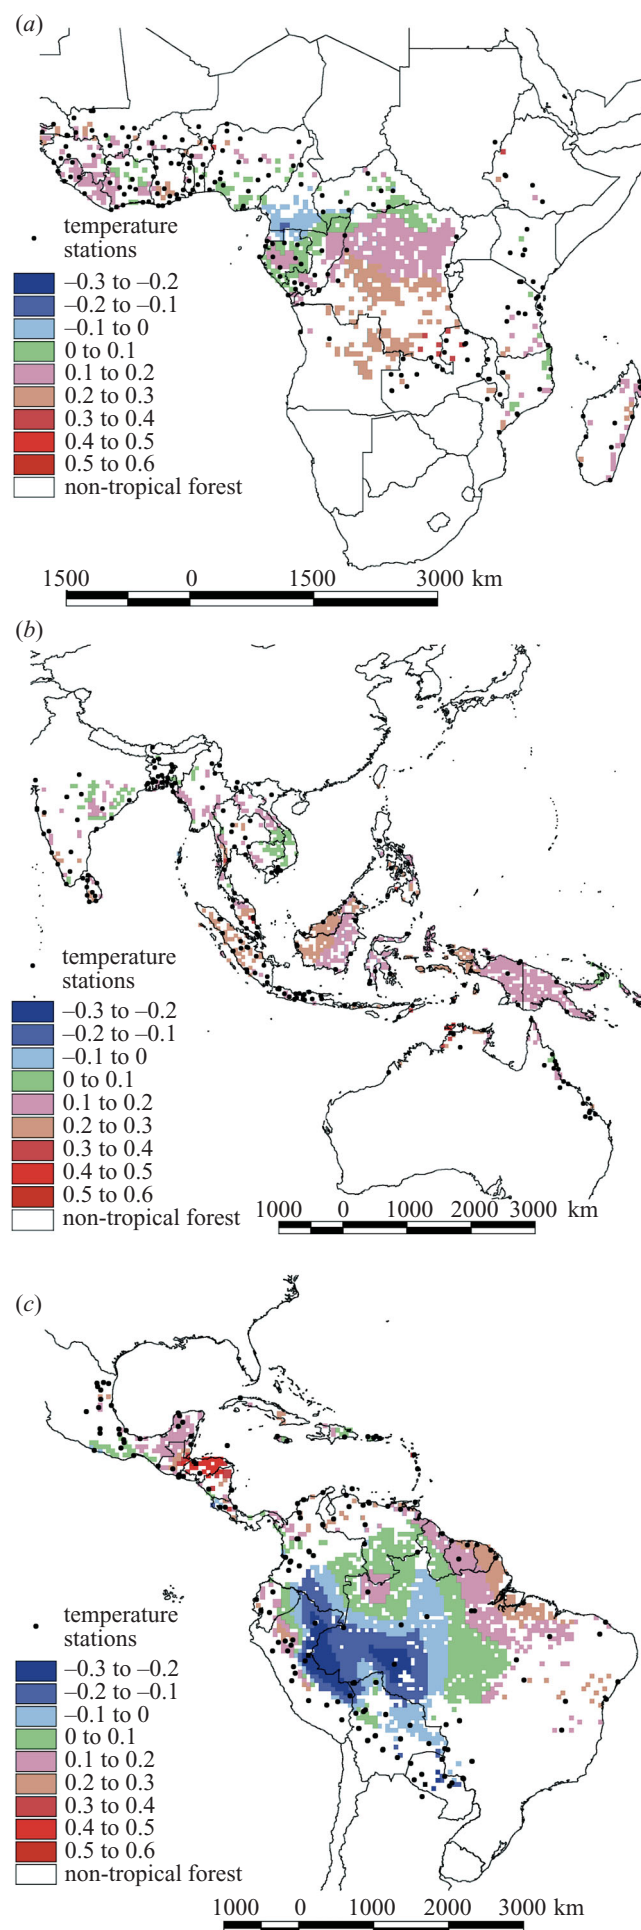 (a)
temperature
stations
–0.3 to –0.2
–0.2 to –0.1
–0.1 to 0
0 to 0.1
0.1 to 0.2
0.2 to 0.3
0.3 to 0.4
0.4 to 0.5
0.5 to 0.6
non-tropical forest
1500 0 1500 3000 km
(b)
temperature
stations
–0.3 to –0.2
–0.2 to –0.1
–0.1 to 0
0 to 0.1
0.1 to 0.2
0.2 to 0.3
0.3 to 0.4
0.4 to 0.5
0.5 to 0.6
non-tropical forest
1000 0 1000 2000 3000 km
(c)
temperature
stations
–0.3 to –0.2
–0.2 to –0.1
–0.1 to 0
0 to 0.1
0.1 to 0.2
0.2 to 0.3
0.3 to 0.4
0.4 to 0.5
0.5 to 0.6
non-tropical forest
1000 0 1000 2000 3000 km